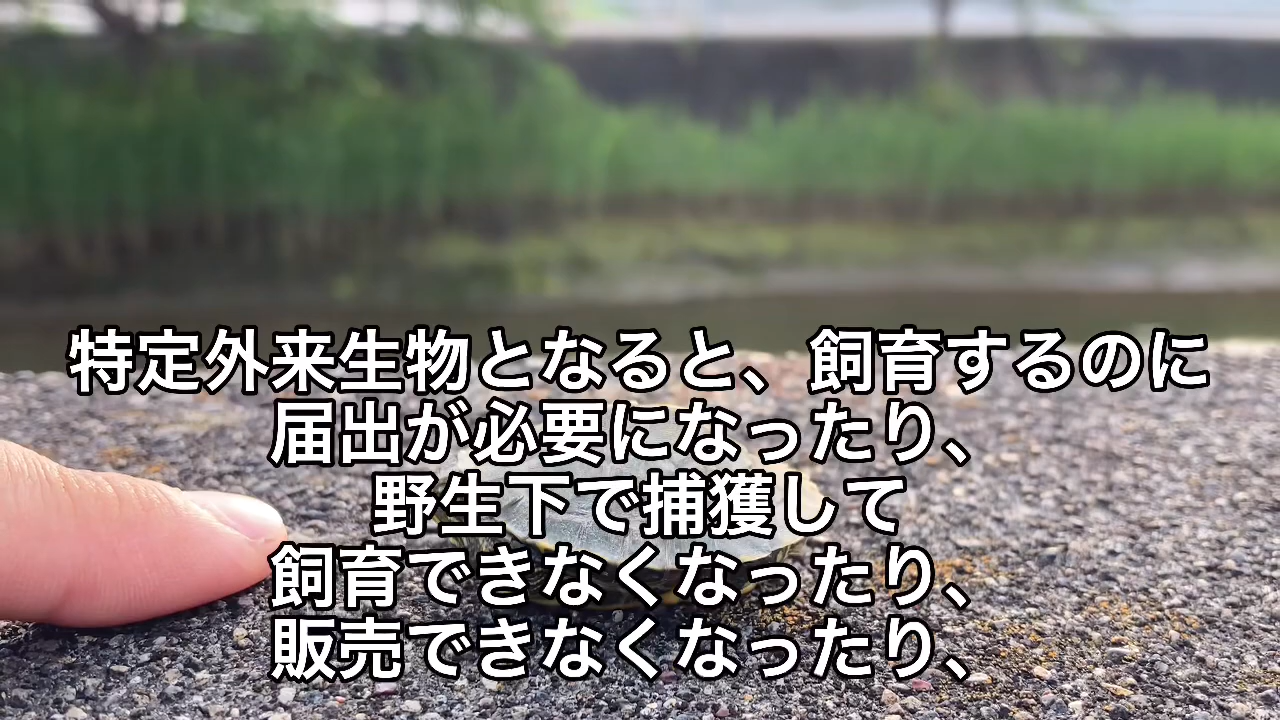 特定外来生物となると、飼育するのに
届出が必要になったり、
野生下で捕獲して
飼育できなくなったり、
販売できなくなったり、